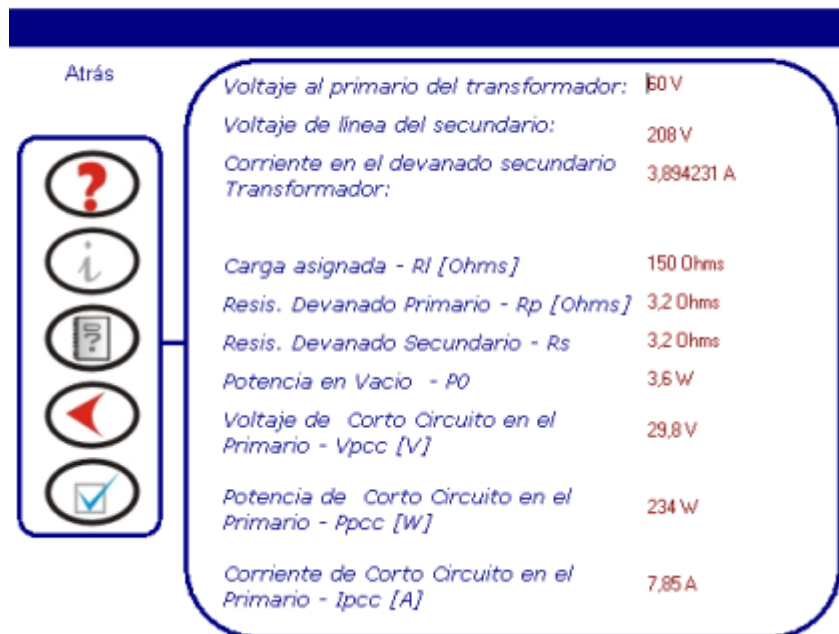 Atrás
Voltaje al primario del transformador: 60 V
Voltaje de linea del secundario: 208 V
Corriente en el devanado secundario 3,894231 A
Transformador:
Carga asignada - Rl [Ohms] 150 Ohms
Resis. Devanado Primario - Rp [Ohms] 3,2 Ohms
Resis. Devanado Secundario - Rs 3,2 Ohms
Potencia en Vacio - P0 3,6 W
Voltaje de Corto Circuito en el
Primario - Vpcc [V] 29,8 V
Potencia de Corto Circuito en el
Primario - Ppcc [W] 234 W
Corriente de Corto Circuito en el
Primario - Ipcc [A] 7,85 A